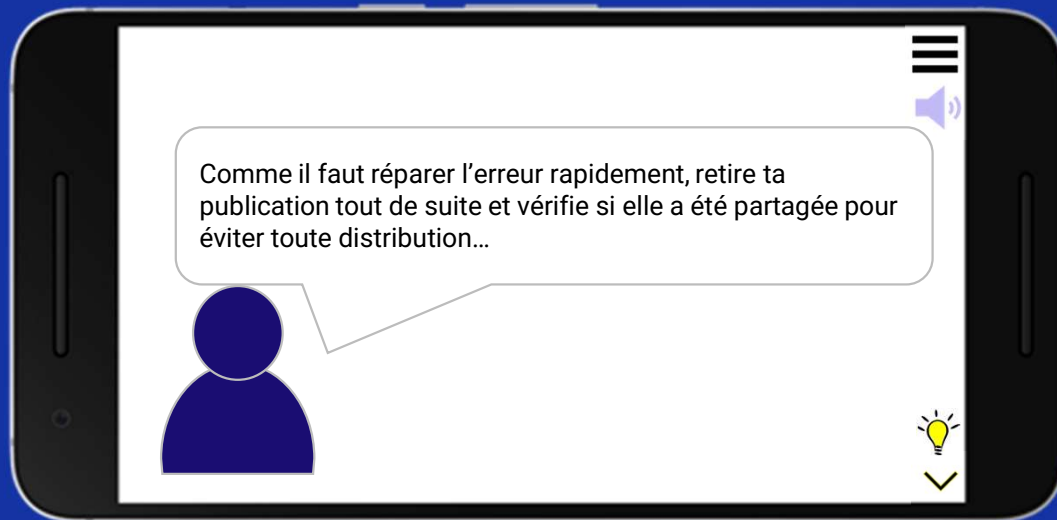 Comme il faut réparer l’erreur rapidement, retire ta
publication tout de suite et vérifie si elle a été partagée pour
éviter toute distribution…